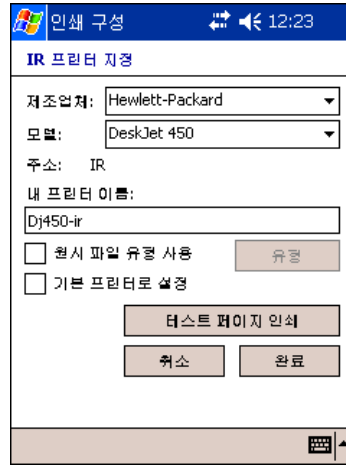 인쇄 구성 12:23
IR 프린터 지정
제조업체: Hewlett-Packard
모델: DeskJet 450
주소: IR
내 프린터 이름:
Dj450-ir
원시 파일 유형 사용 유형
기본 프린터로 설정
테스트 페이지 인쇄
취소 완료